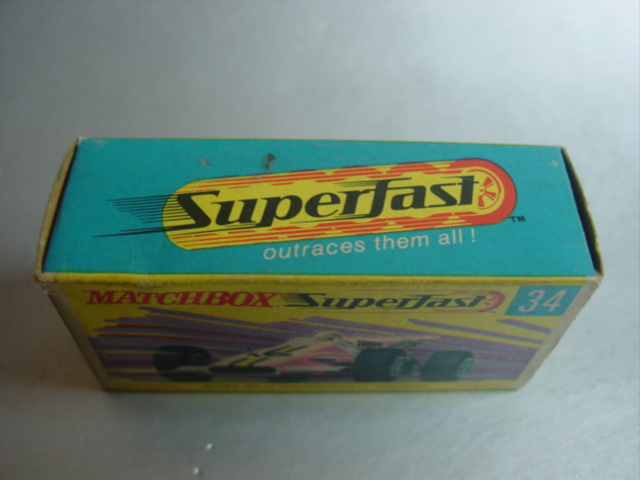 Superfast
TM
outraces them all!
MATCHBOX Superfast 34